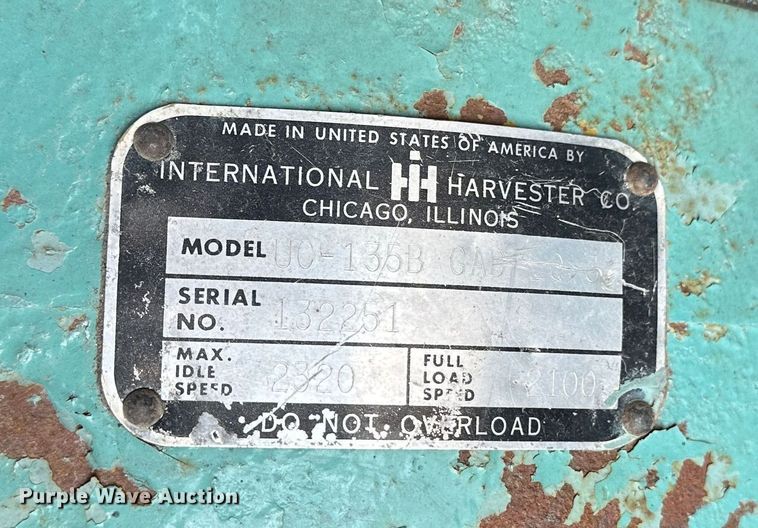 MADE IN UNITED STATES OF AMERICA BY
INTERNATIONAL IH HARVESTER CO
CHICAGO, ILLINOIS
MODEL UC-135B
SERIAL NO. 132251
MAX. IDLE SPEED 2320
FULL LOAD SPEED 2100
DO NOT OVERLOAD
Purple Wave Auction